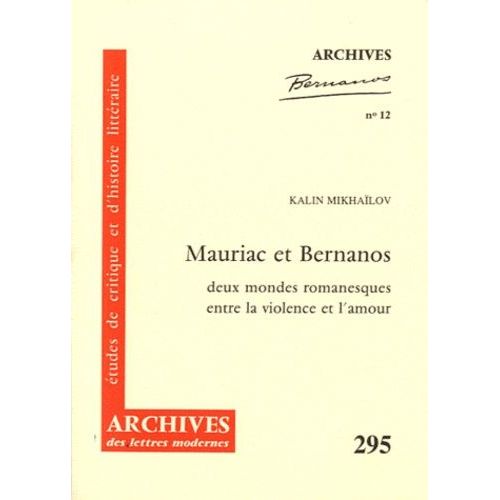 ARCHIVES
Bernanos
nº 12
KALIN MIKHAÏLOV
Mauriac et Bernanos
deux mondes romanesques
entre la violence et l'amour
études de critique et d'histoire littéraire
ARCHIVES
des lettres modernes
295